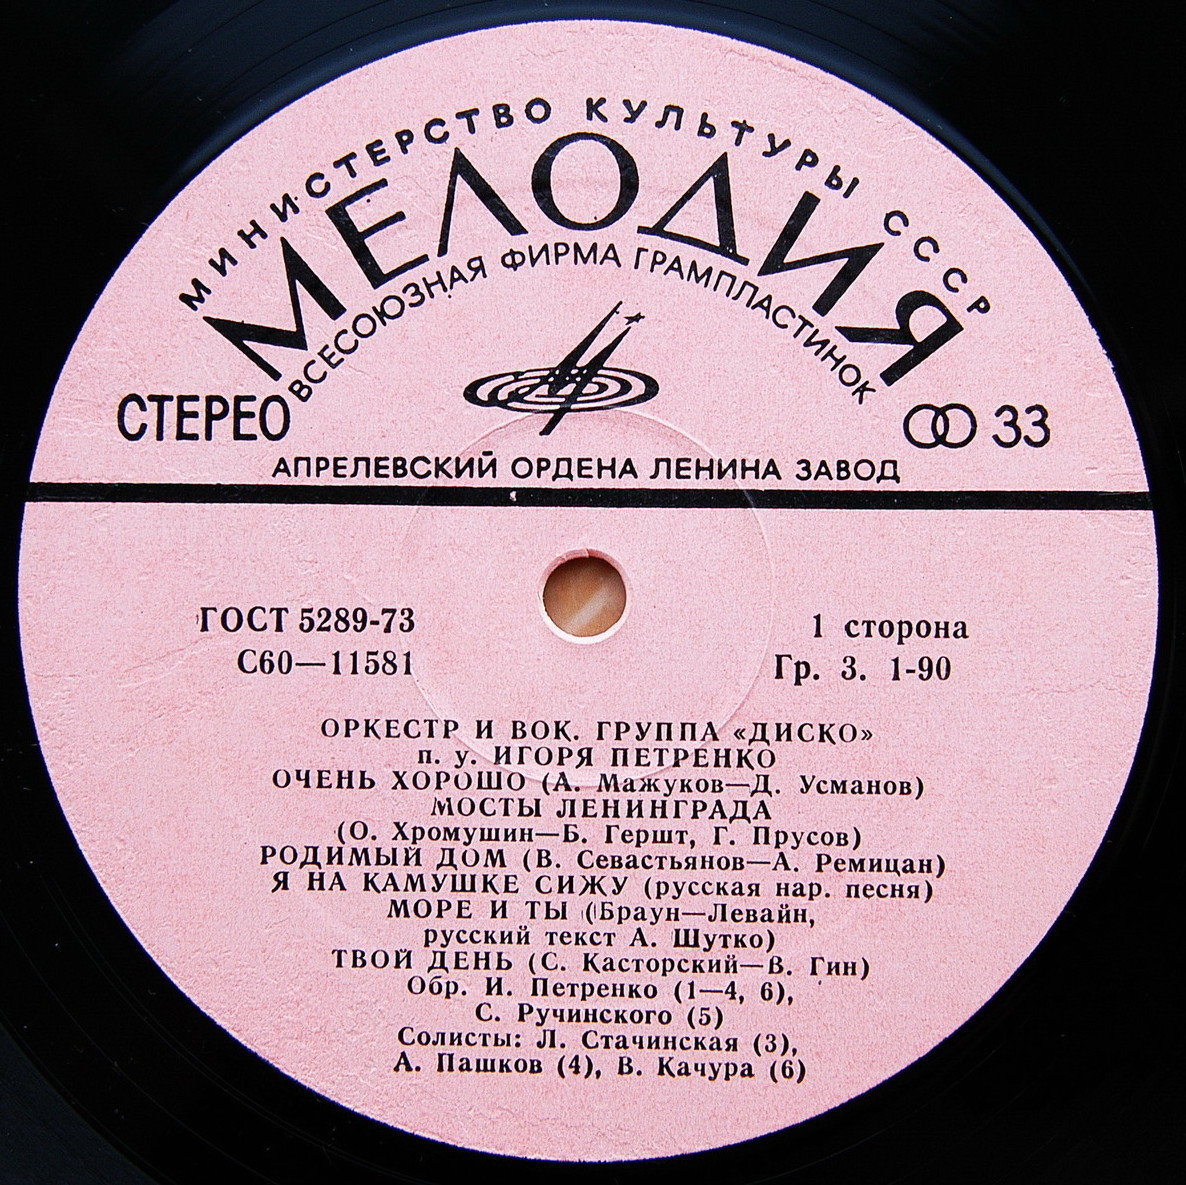 МИНИСТЕРСТВО КУЛЬТУРЫ СССР
МЕЛОДИЯ
ВСЕСОЮЗНАЯ ФИРМА ГРАМПЛАСТИНОК
СТЕРЕО
33
АПРЕЛЕВСКИЙ ОРДЕНА ЛЕНИНА ЗАВОД
ГОСТ 5289-73
1 сторона
С60—11581
Гр. 3. 1-90
ОРКЕСТР И ВОК. ГРУППА «ДИСКО»
п. у. ИГОРЯ ПЕТРЕНКО
ОЧЕНЬ ХОРОШО (А. Мажуков—Д. Усманов)
МОСТЫ ЛЕНИНГРАДА
(О. Хромушин—Б. Гершт, Г. Прусов)
РОДИМЫЙ ДОМ (В. Севастьянов—А. Ремицан)
Я НА КАМУШКЕ СИЖУ (русская нар. песня)
МОРЕ И ТЫ (Браун—Левайн,
русский текст А. Шутко)
ТВОЙ ДЕНЬ (С. Касторский—В. Гин)
Обр. И. Петренко (1—4, 6),
С. Ручинского (5)
Солисты: Л. Стачинская (3),
А. Пашков (4), В. Качура (6)